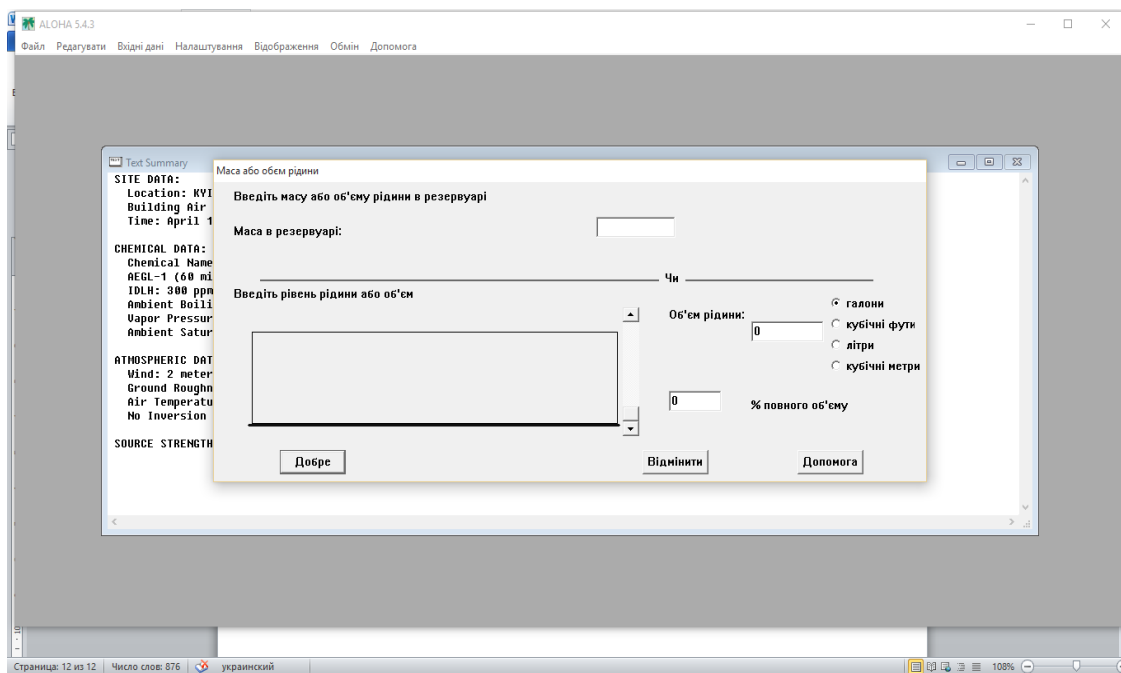 ALOHA 5.4.3
Файл Редагувати Вхідні дані Налаштування Відображення Обмін Допомога
Text Summary
Маса або обєм рідини
SITE DATA:
Location: KYI
Building Air
Time: April 1
CHEMICAL DATA:
Chemical Name
AEGL-1 (60 mi
IDLH: 300 ppm
Ambient Boili
Vapor Pressur
Ambient Satur
ATMOSPHERIC DAT
Wind: 2 meter
Ground Roughn
Air Temperatu
No Inversion
SOURCE STRENGTH
Введіть масу або об'єму рідини в резервуарі
Маса в резервуарі:
Чи
Введіть рівень рідини або об'єм
Об'єм рідини:
0
галони
кубічні фути
літри
кубічні метри
0
% повного об'єму
Добре
Відмінити
Допомога
Страница: 12 из 12 Число слов: 876 украинский 108%